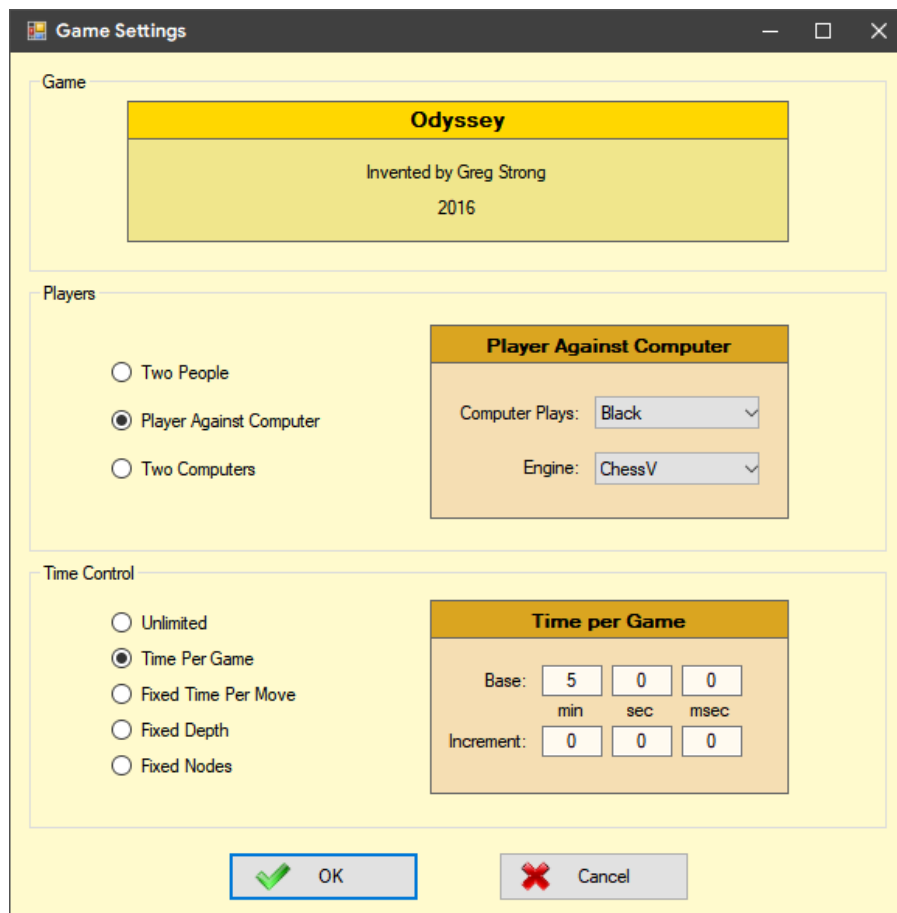 Game Settings
Game
Odyssey
Invented by Greg Strong
2016
Players
Two People
Player Against Computer
Two Computers
Player Against Computer
Computer Plays: Black
Engine: ChessV
Time Control
Unlimited
Time Per Game
Fixed Time Per Move
Fixed Depth
Fixed Nodes
Time per Game
Base: 5 0 0
min sec msec
Increment: 0 0 0
OK Cancel